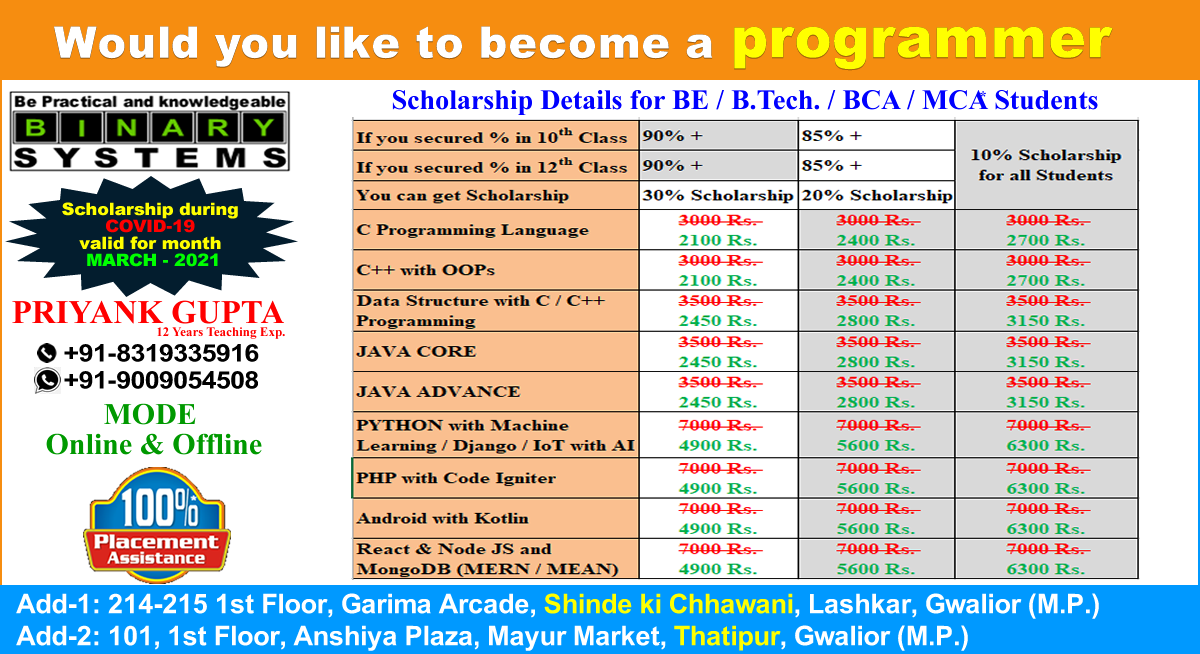 Would you like to become a programmer
Be Practical and knowledgeable
BINARY
SYSTEMS
Scholarship during
COVID-19
valid for month
MARCH - 2021
PRIYANK GUPTA
12 Years Teaching Exp.
+91-8319335916
+91-9009054508
MODE
Online & Offline
100%
Placement
Assistance
Scholarship Details for BE / B.Tech. / BCA / MCA* Students
If you secured % in 10th Class 90% + 85% +
If you secured % in 12th Class 90% + 85% +
10% Scholarship
for all Students
You can get Scholarship 30% Scholarship 20% Scholarship
3000 Rs. 3000 Rs. 3000 Rs.
C Programming Language
2100 Rs. 2400 Rs. 2700 Rs.
3000 Rs. 3000 Rs. 3000 Rs.
C++ with OOPs
2100 Rs. 2400 Rs. 2700 Rs.
Data Structure with C / C++ 3500 Rs. 3500 Rs. 3500 Rs.
Programming 2450 Rs. 2800 Rs. 3150 Rs.
3500 Rs. 3500 Rs. 3500 Rs.
JAVA CORE
2450 Rs. 2800 Rs. 3150 Rs.
3500 Rs. 3500 Rs. 3500 Rs.
JAVA ADVANCE
2450 Rs. 2800 Rs. 3150 Rs.
PYTHON with Machine 7000 Rs. 7000 Rs. 7000 Rs.
Learning / Django / IoT with AI 4900 Rs. 5600 Rs. 6300 Rs.
7000 Rs. 7000 Rs. 7000 Rs.
PHP with Code Igniter
4900 Rs. 5600 Rs. 6300 Rs.
7000 Rs. 7000 Rs. 7000 Rs.
Android with Kotlin
4900 Rs. 5600 Rs. 6300 Rs.
React & Node JS and 7000 Rs. 7000 Rs. 7000 Rs.
MongoDB (MERN / MEAN) 4900 Rs. 5600 Rs. 6300 Rs.
Add-1: 214-215 1st Floor, Garima Arcade, Shinde ki Chhawani, Lashkar, Gwalior (M.P.)
Add-2: 101, 1st Floor, Anshiya Plaza, Mayur Market, Thatipur, Gwalior (M.P.)